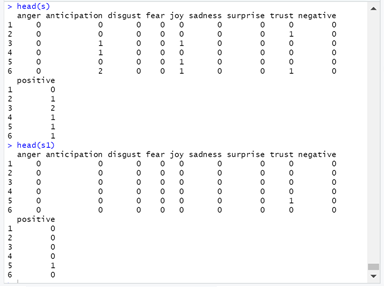 > head(s)
anger anticipation disgust fear joy sadness surprise trust negative
1 0 0 0 0 0 0 0 0 0
2 0 0 0 0 0 0 0 1 0
3 0 1 0 0 1 0 0 0 0
4 0 1 0 0 0 0 0 0 0
5 0 0 0 0 1 0 0 0 0
6 0 2 0 0 1 0 0 1 0
positive
1 0
2 1
3 2
4 1
5 1
6 1
> head(s1)
anger anticipation disgust fear joy sadness surprise trust negative
1 0 0 0 0 0 0 0 0 0
2 0 0 0 0 0 0 0 0 0
3 0 0 0 0 0 0 0 0 0
4 0 0 0 0 0 0 0 0 0
5 0 0 0 0 0 0 0 1 0
6 0 0 0 0 0 0 0 0 0
positive
1 0
2 0
3 0
4 0
5 1
6 0